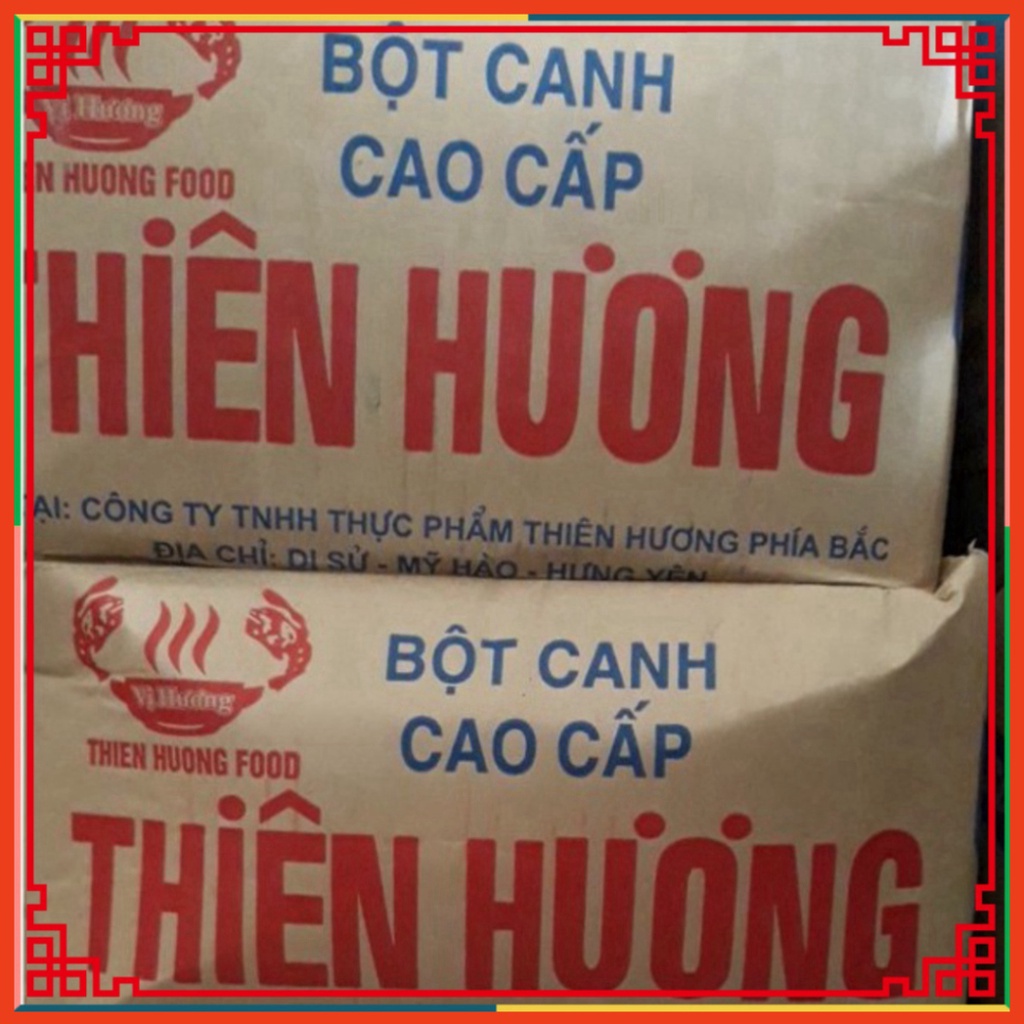 BỘT CANH
CAO CẤP
Vị Hương
N HUONG FOOD
THIÊN HƯƠNG
ẠI: CÔNG TY TNHH THỰC PHẨM THIÊN HƯƠNG PHÍA BẮC
ĐỊA CHỈ: DỊ SỬ - MỸ HÀO - HƯNG YÊN
BỘT CANH
CAO CẤP
Vị Hương
THIEN HUONG FOOD
THIÊN HƯƠNG